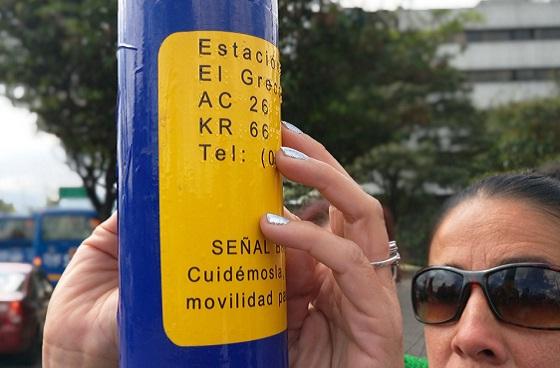 Estació
El Grec
AC 26
KR 66
Tel: (0
SEÑAL B
Cuidémosla,
movilidad pa